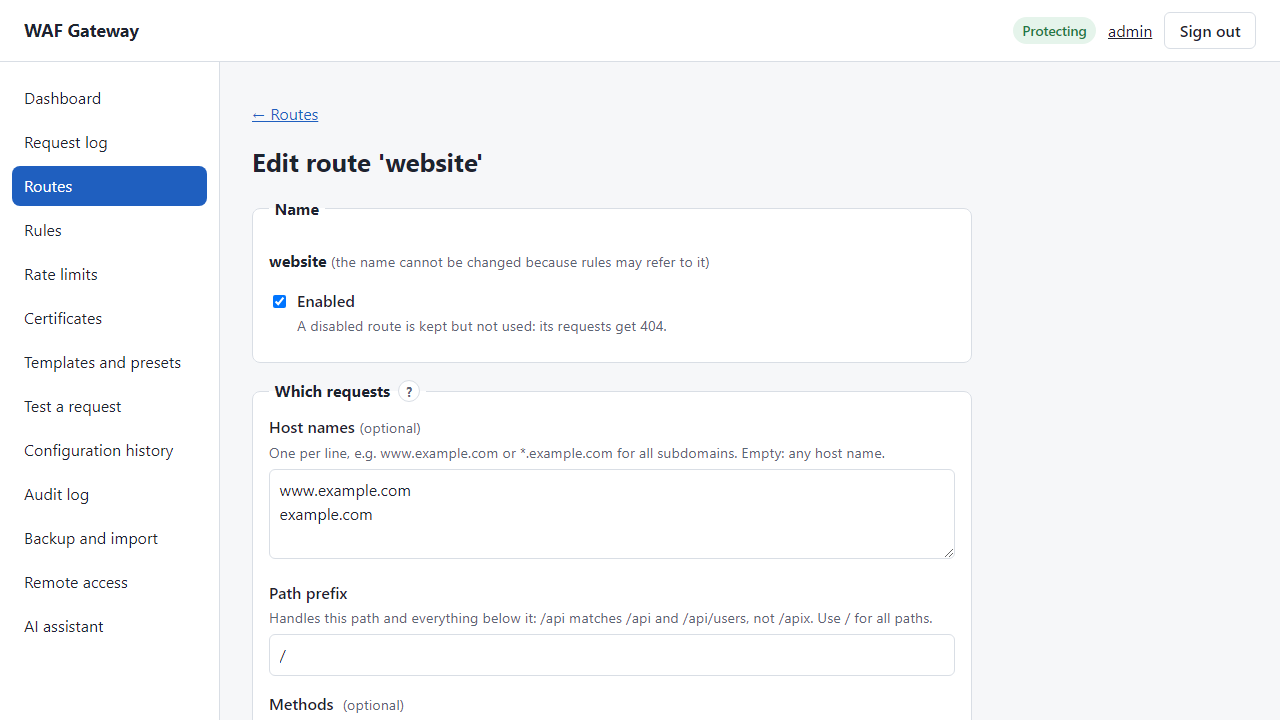 WAF Gateway
Protecting
admin
Sign out
Dashboard
Request log
Routes
Rules
Rate limits
Certificates
Templates and presets
Test a request
Configuration history
Audit log
Backup and import
Remote access
AI assistant
← Routes
Edit route 'website'
Name
website (the name cannot be changed because rules may refer to it)
Enabled
A disabled route is kept but not used: its requests get 404.
Which requests ?
Host names (optional)
One per line, e.g. www.example.com or *.example.com for all subdomains. Empty: any host name.
www.example.com
example.com
Path prefix
Handles this path and everything below it: /api matches /api and /api/users, not /apix. Use / for all paths.
/
Methods (optional)